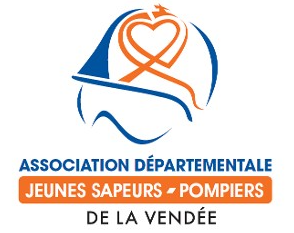 ASSOCIATION DÉPARTEMENTALE
JEUNES SAPEURS - POMPIERS
DE LA VENDÉE